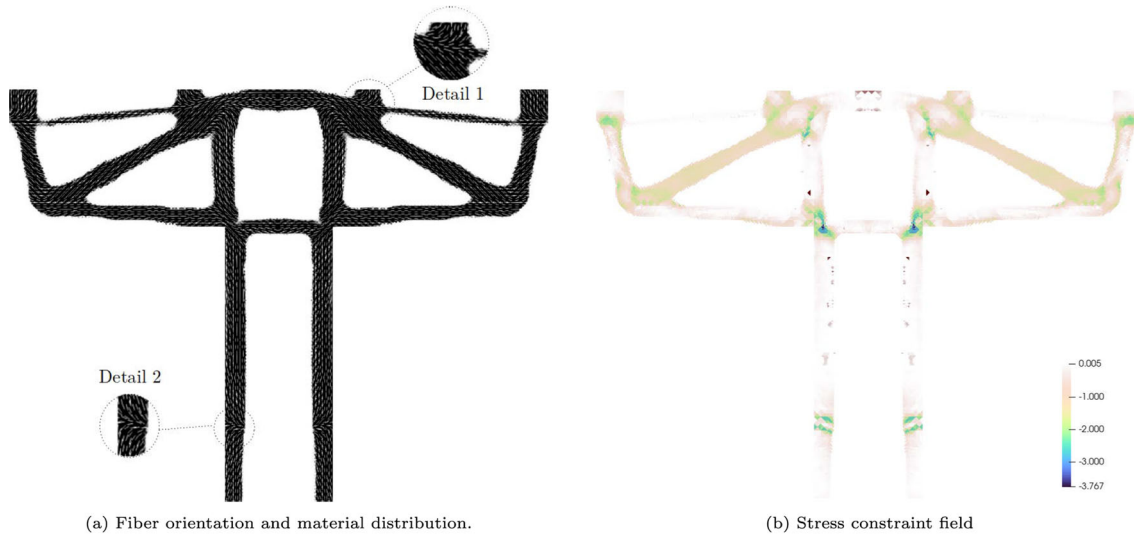 Detail 1
Detail 2
0.005
-1.000
-2.000
-3.000
-3.767
(a) Fiber orientation and material distribution.
(b) Stress constraint field